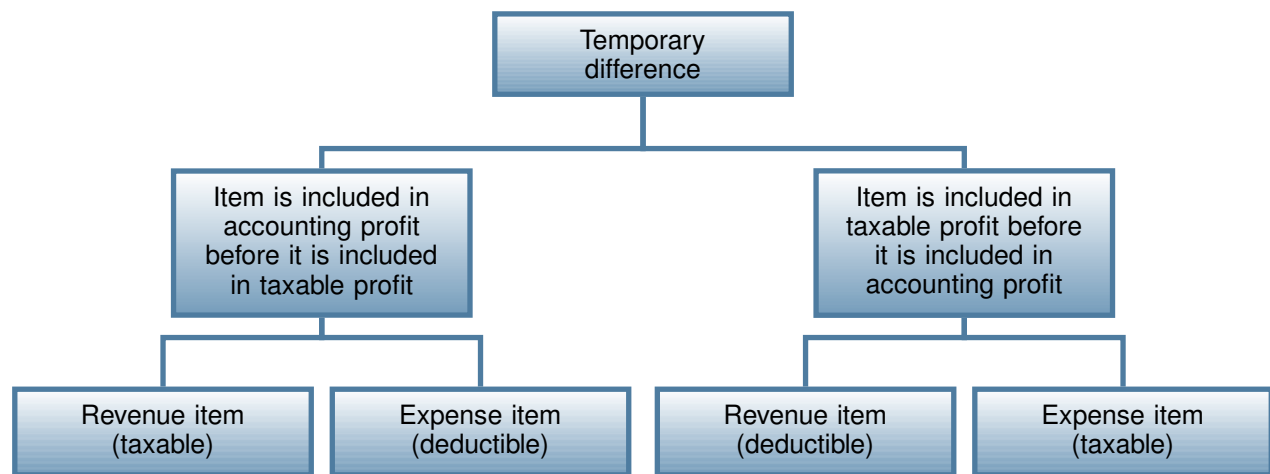 Temporary
difference
Item is included in
accounting profit
before it is included
in taxable profit
Item is included in
taxable profit before
it is included in
accounting profit
Revenue item
(taxable)
Expense item
(deductible)
Revenue item
(deductible)
Expense item
(taxable)